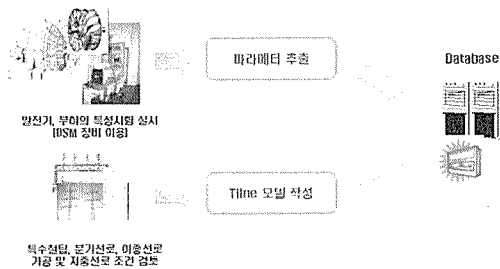 파라메터 추출
Database
발전기, 부하의 특성시험 실시
(DSM 장비 이용)
Tline 모델 작성
특수철탑, 분기선로, 이종선로
가공 및 지중선로 조건 검토